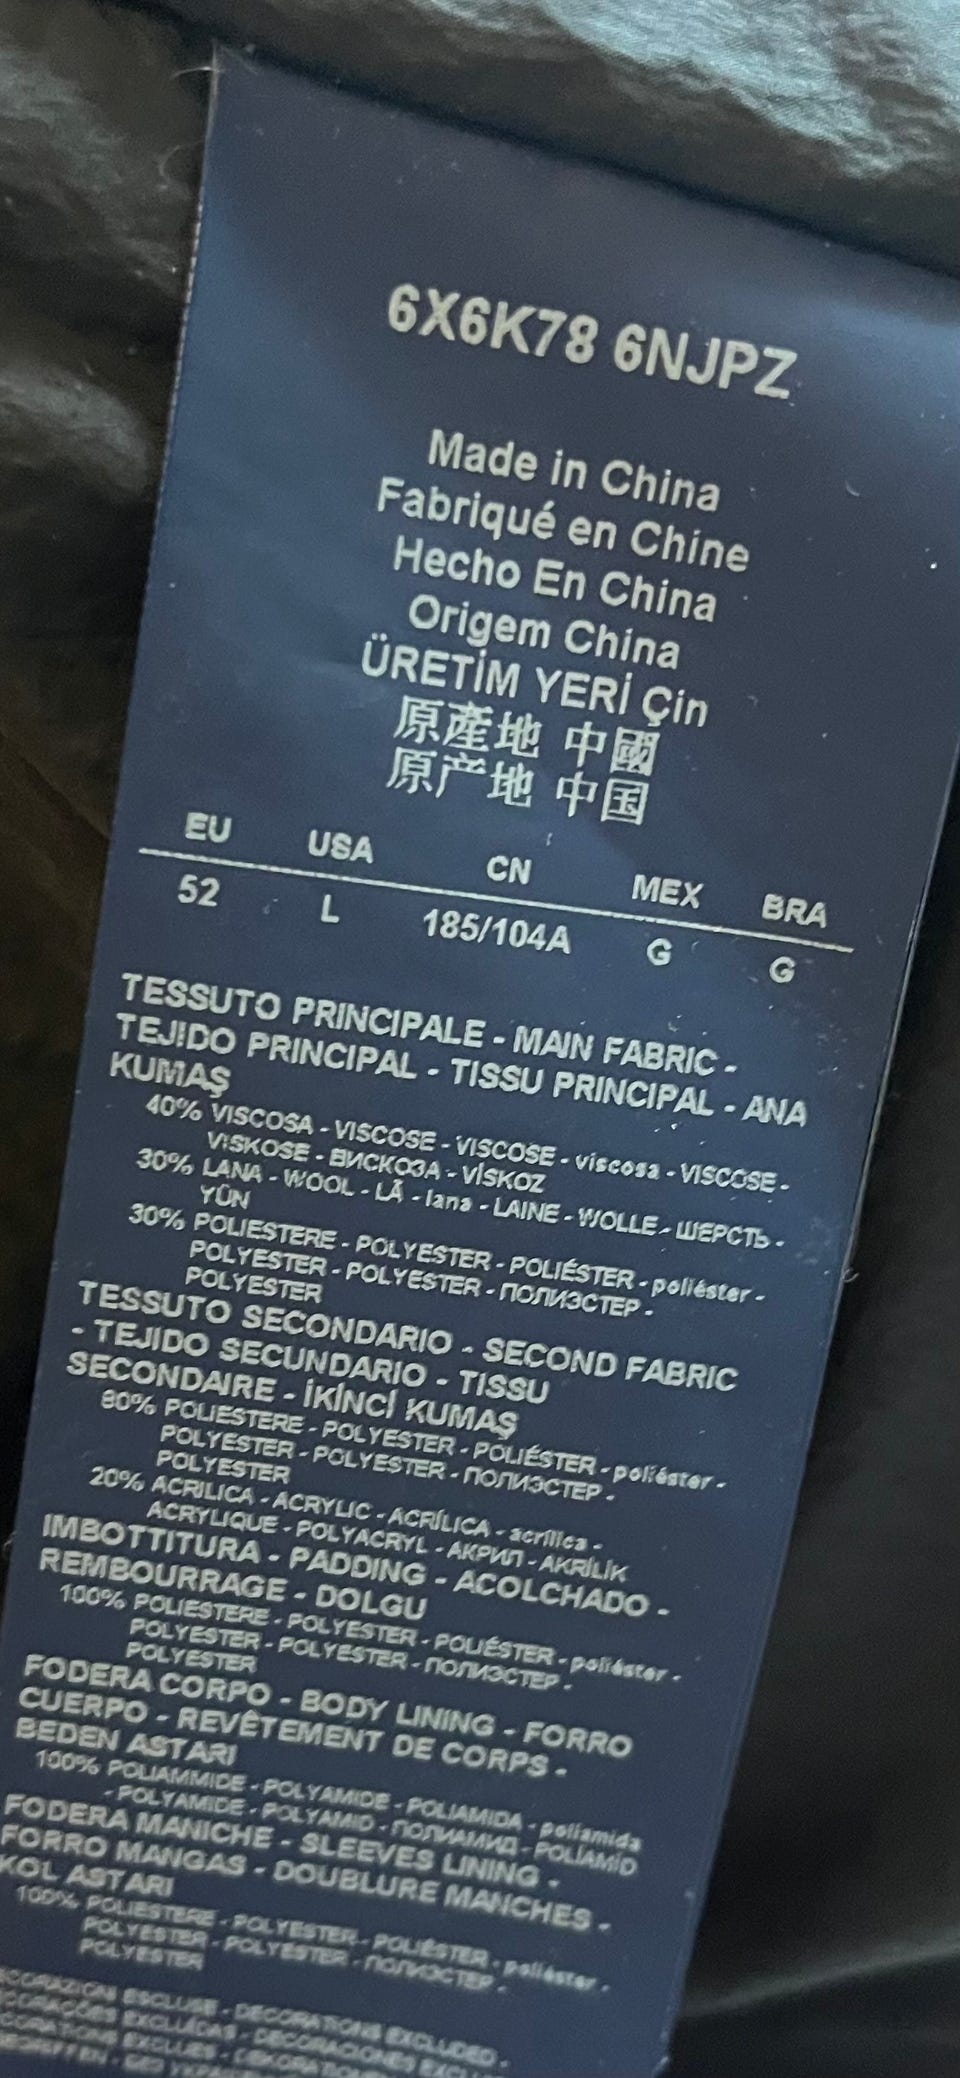 6X6K78 6NJPZ
Made in China
Fabriqué en Chine
Hecho En China
Origem China
ÜRETİM YERİ Çin
原產地 中國
原产地 中国
EU USA CN MEX BRA
52 L 185/104A G G
TESSUTO PRINCIPALE - MAIN FABRIC -
TEJIDO PRINCIPAL - TISSU PRINCIPAL - ANA
KUMAŞ
40% VISCOSA - VISCOSE - VISCOSE - viscosa - VISCOSE -
VISKOSE - ВИСКОЗА - VİSKOZ
30% LANA - WOOL - LÃ - lana - LAINE - WOLLE - ШЕРСТЬ -
YÜN
30% POLIESTERE - POLYESTER - POLIÉSTER - poliéster -
POLYESTER - POLYESTER - ПОЛИЭСТЕР -
POLYESTER
TESSUTO SECONDARIO - SECOND FABRIC
- TEJIDO SECUNDARIO - TISSU
SECONDAIRE - İKİNCİ KUMAŞ
80% POLIESTERE - POLYESTER - POLIÉSTER - poliéster -
POLYESTER - POLYESTER - ПОЛИЭСТЕР -
POLYESTER
20% ACRILICA - ACRYLIC - ACRÍLICA - acrílica -
ACRYLIQUE - POLYACRYL - АКРИЛ - AKRİLİK
IMBOTTITURA - PADDING - ACOLCHADO -
REMBOURRAGE - DOLGU
100% POLIESTERE - POLYESTER - POLIÉSTER - poliéster -
POLYESTER - POLYESTER - ПОЛИЭСТЕР -
POLYESTER
FODERA CORPO - BODY LINING - FORRO
CUERPO - REVÊTEMENT DE CORPS -
BEDEN ASTARI
100% POLIAMMIDE - POLYAMIDE - POLIAMIDA - poliamida
- POLYAMIDE - POLYAMID - ПОЛИАМИД - POLİAMİD
FODERA MANICHE - SLEEVES LINING -
FORRO MANGAS - DOUBLURE MANCHES -
KOL ASTARI
100% POLIESTERE - POLYESTER - POLIÉSTER - poliéster -
POLYESTER - POLYESTER - ПОЛИЭСТЕР -
POLYESTER
ESCLUSE - DECORATIONS EXCLUDED -
EXCLUÍDAS - DECORACIONES
EXCLUES -